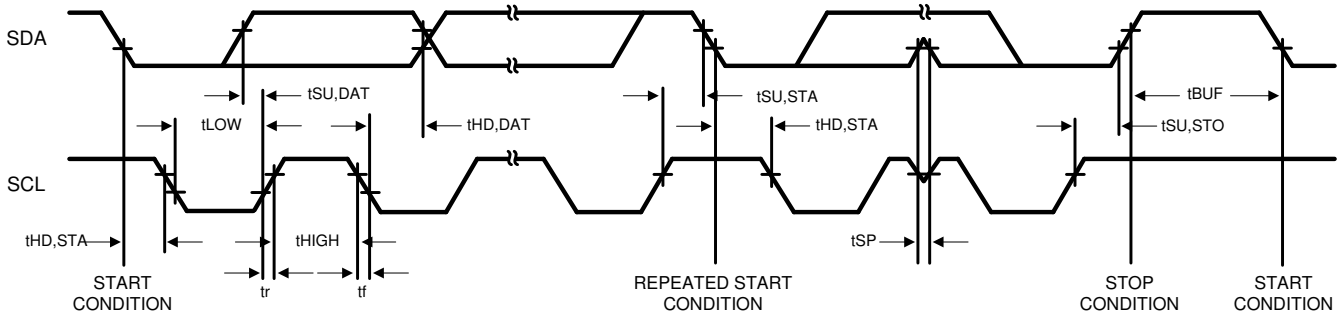 SDA
tSU,DAT
tSU,STA
tBUF
tLOW
tHD,DAT
tHD,STA
tSU,STO
SCL
tHD,STA
tHIGH
tSP
tr
tf
START
CONDITION
REPEATED START
CONDITION
STOP
CONDITION
START
CONDITION